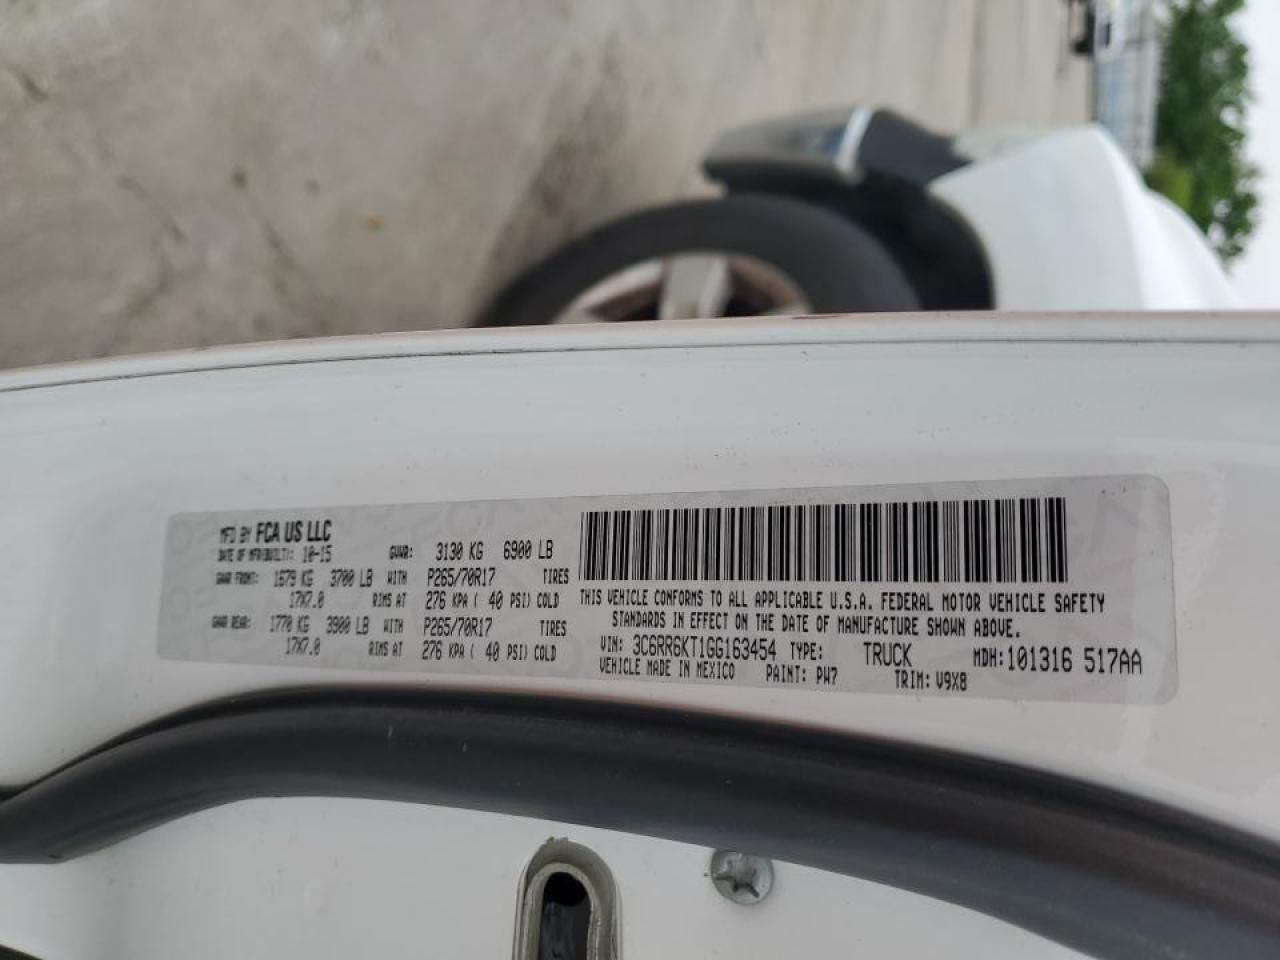 MFD BY FCA US LLC
DATE OF MFR(BUILT): 10-15 GVWR: 3130 KG 6900 LB
GAWR FRONT: 1679 KG 3700 LB WITH P265/70R17 TIRES
17X7.0 RIMS AT 276 KPA ( 40 PSI) COLD
GAWR REAR: 1770 KG 3900 LB WITH P265/70R17 TIRES
17X7.0 RIMS AT 276 KPA ( 40 PSI) COLD
THIS VEHICLE CONFORMS TO ALL APPLICABLE U.S.A. FEDERAL MOTOR VEHICLE SAFETY
STANDARDS IN EFFECT ON THE DATE OF MANUFACTURE SHOWN ABOVE.
VIN: 3C6RR6KT1GG163454 TYPE: TRUCK MDH:101316 517AA
VEHICLE MADE IN MEXICO PAINT: PW7 TRIM: V9X8